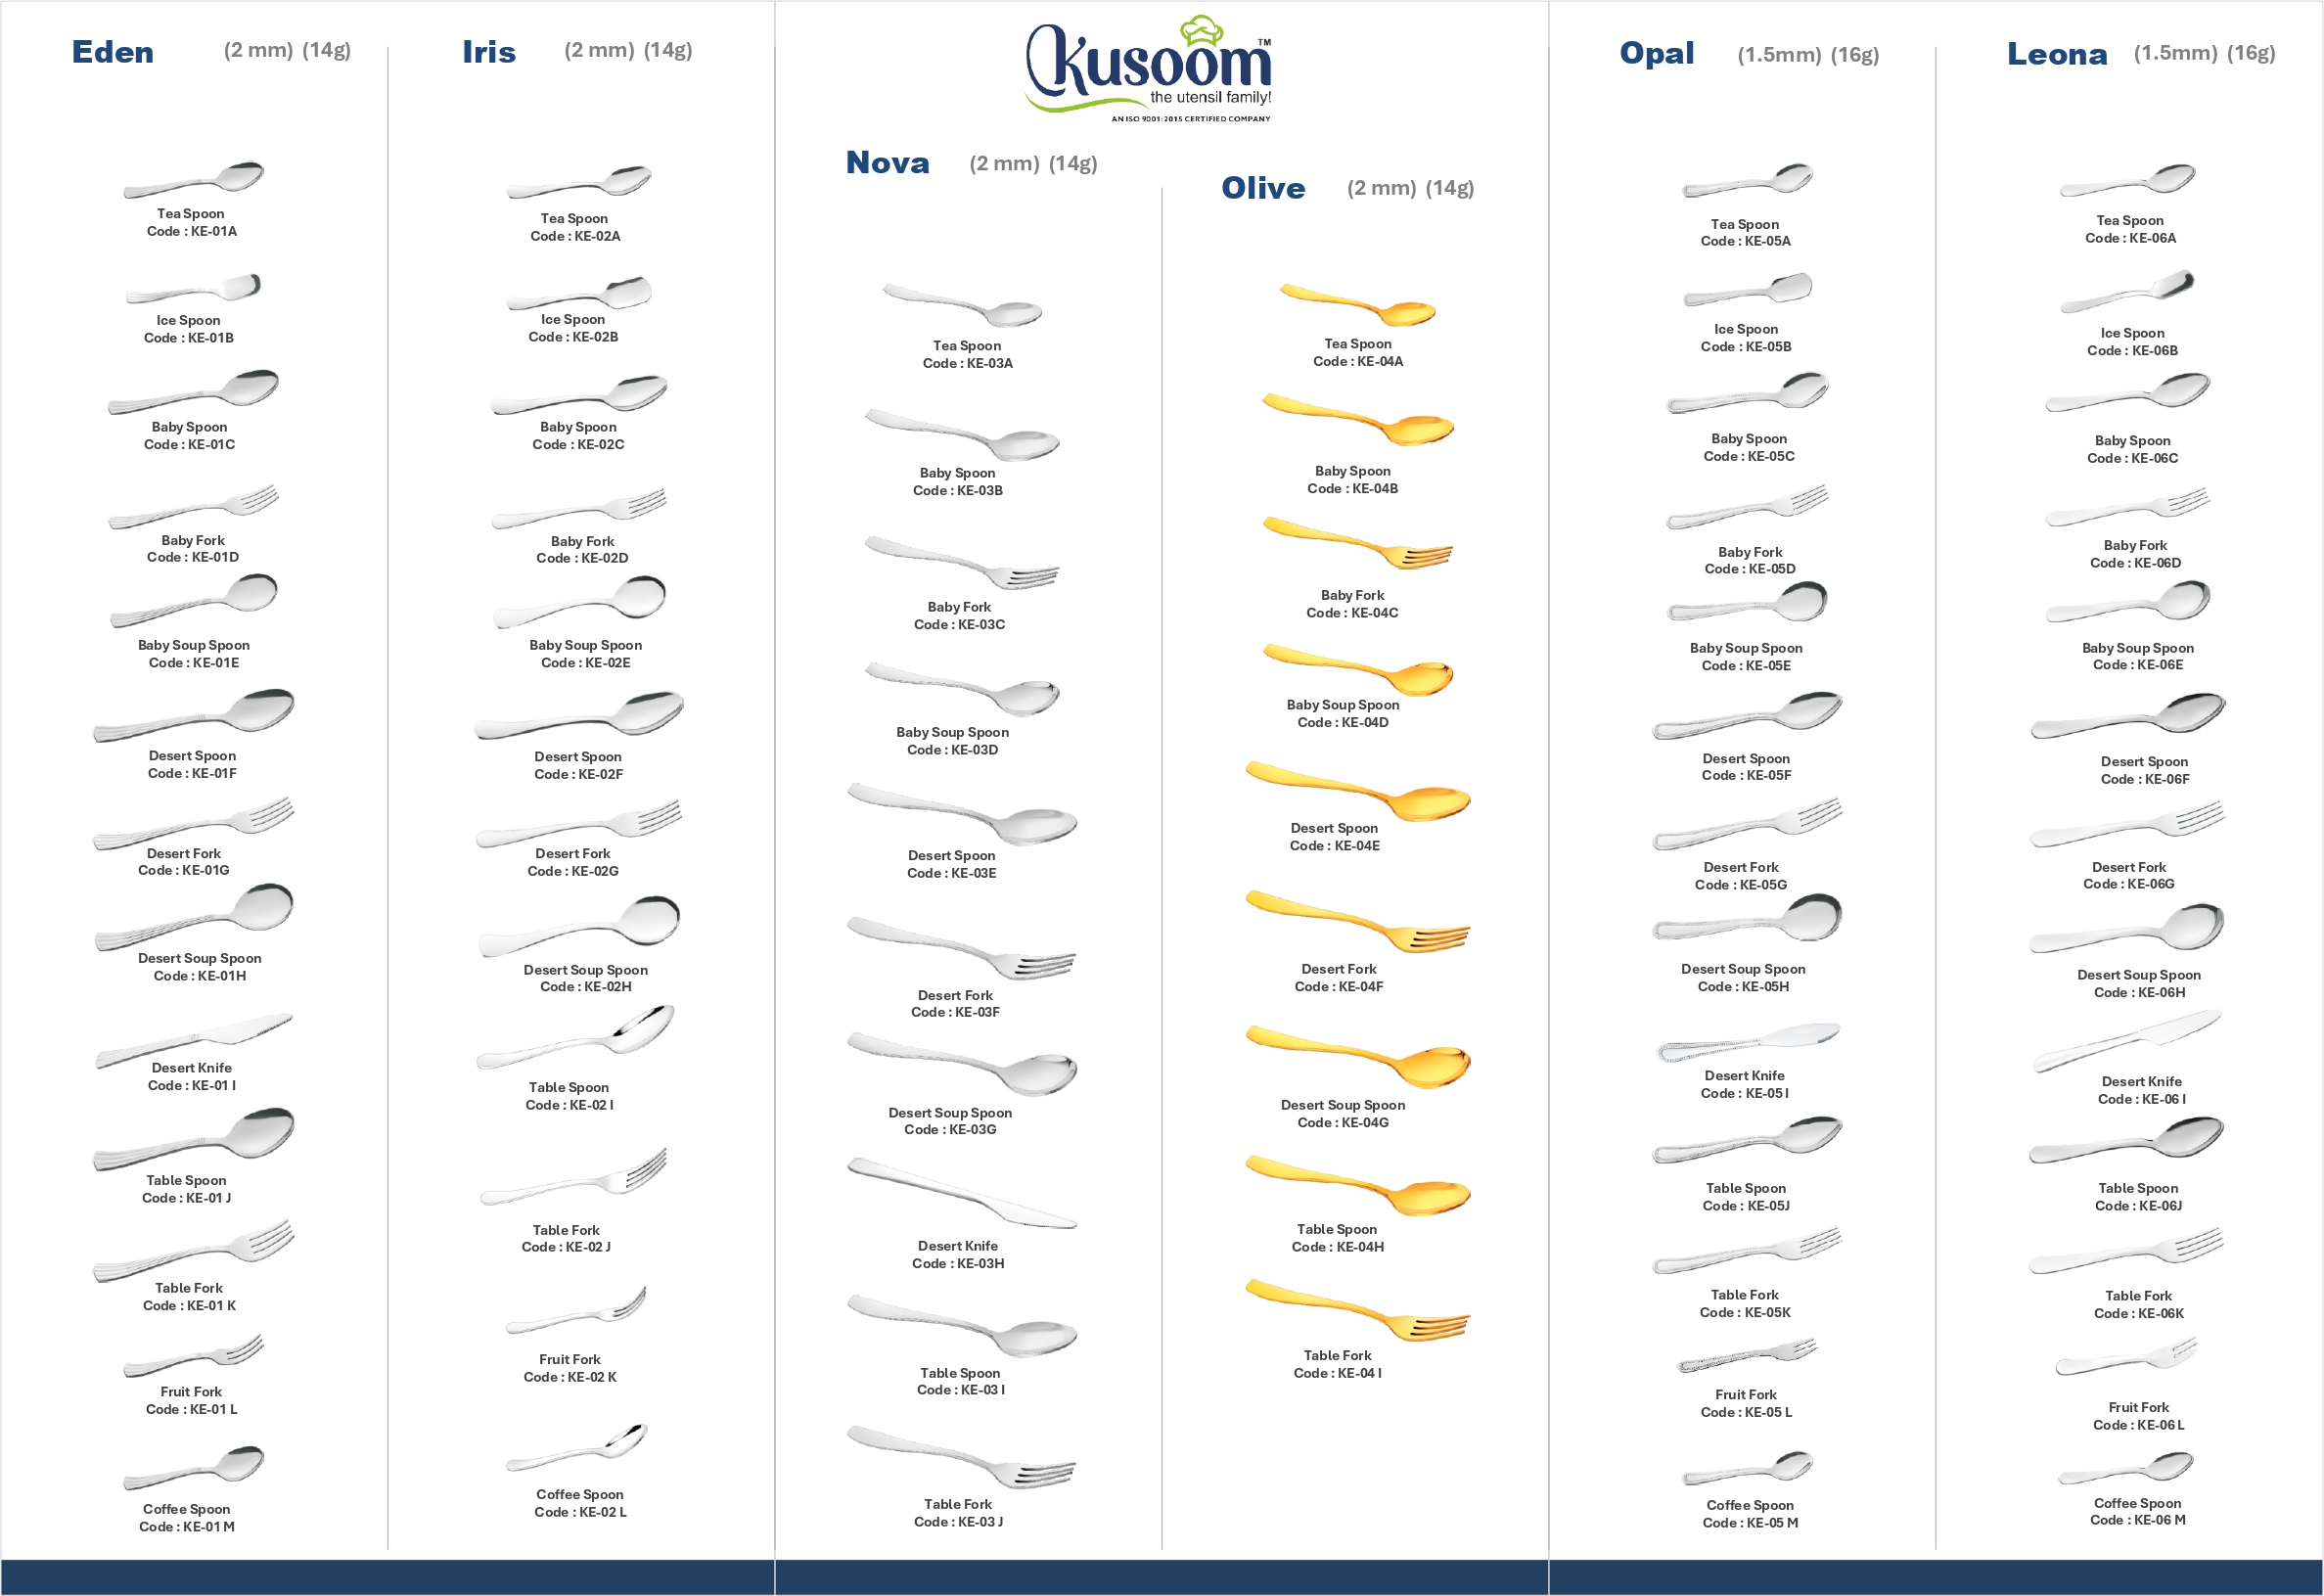 Eden (2 mm) (14g)
Tea Spoon
Code : KE-01A
Ice Spoon
Code : KE-01B
Baby Spoon
Code : KE-01C
Baby Fork
Code : KE-01D
Baby Soup Spoon
Code : KE-01E
Desert Spoon
Code : KE-01F
Desert Fork
Code : KE-01G
Desert Soup Spoon
Code : KE-01H
Desert Knife
Code : KE-01 I
Table Spoon
Code : KE-01 J
Table Fork
Code : KE-01 K
Fruit Fork
Code : KE-01 L
Coffee Spoon
Code : KE-01 M
Iris (2 mm) (14g)
Tea Spoon
Code : KE-02A
Ice Spoon
Code : KE-02B
Baby Spoon
Code : KE-02C
Baby Fork
Code : KE-02D
Baby Soup Spoon
Code : KE-02E
Desert Spoon
Code : KE-02F
Desert Fork
Code : KE-02G
Desert Soup Spoon
Code : KE-02H
Table Spoon
Code : KE-02 I
Table Fork
Code : KE-02 J
Fruit Fork
Code : KE-02 K
Coffee Spoon
Code : KE-02 L
Kusoom™
the utensil family!
AN ISO 9001:2015 CERTIFIED COMPANY
Nova (2 mm) (14g)
Tea Spoon
Code : KE-03A
Baby Spoon
Code : KE-03B
Baby Fork
Code : KE-03C
Baby Soup Spoon
Code : KE-03D
Desert Spoon
Code : KE-03E
Desert Fork
Code : KE-03F
Desert Soup Spoon
Code : KE-03G
Desert Knife
Code : KE-03H
Table Spoon
Code : KE-03 I
Table Fork
Code : KE-03 J
Olive (2 mm) (14g)
Tea Spoon
Code : KE-04A
Baby Spoon
Code : KE-04B
Baby Fork
Code : KE-04C
Baby Soup Spoon
Code : KE-04D
Desert Spoon
Code : KE-04E
Desert Fork
Code : KE-04F
Desert Soup Spoon
Code : KE-04G
Table Spoon
Code : KE-04H
Table Fork
Code : KE-04 I
Opal (1.5mm) (16g)
Tea Spoon
Code : KE-05A
Ice Spoon
Code : KE-05B
Baby Spoon
Code : KE-05C
Baby Fork
Code : KE-05D
Baby Soup Spoon
Code : KE-05E
Desert Spoon
Code : KE-05F
Desert Fork
Code : KE-05G
Desert Soup Spoon
Code : KE-05H
Desert Knife
Code : KE-05 I
Table Spoon
Code : KE-05J
Table Fork
Code : KE-05K
Fruit Fork
Code : KE-05 L
Coffee Spoon
Code : KE-05 M
Leona (1.5mm) (16g)
Tea Spoon
Code : KE-06A
Ice Spoon
Code : KE-06B
Baby Spoon
Code : KE-06C
Baby Fork
Code : KE-06D
Baby Soup Spoon
Code : KE-06E
Desert Spoon
Code : KE-06F
Desert Fork
Code : KE-06G
Desert Soup Spoon
Code : KE-06H
Desert Knife
Code : KE-06 I
Table Spoon
Code : KE-06J
Table Fork
Code : KE-06K
Fruit Fork
Code : KE-06 L
Coffee Spoon
Code : KE-06 M